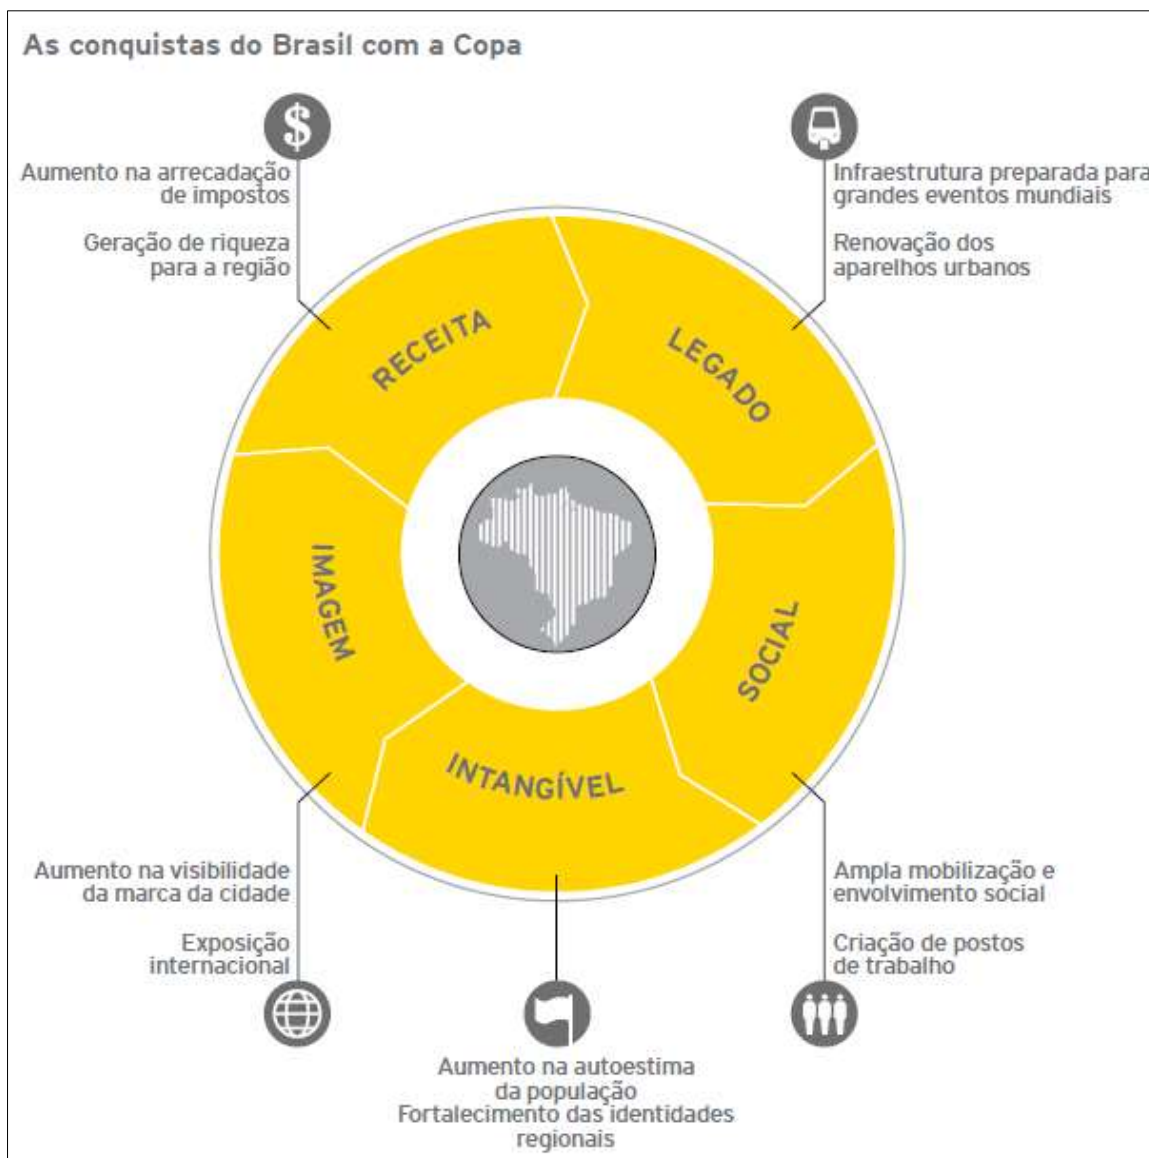 As conquistas do Brasil com a Copa
$
Aumento na arrecadação
de impostos
Geração de riqueza
para a região
Infraestrutura preparada para
grandes eventos mundiais
Renovação dos
aparelhos urbanos
RECEITA
LEGADO
IMAGEM
SOCIAL
INTANGÍVEL
Aumento na visibilidade
da marca da cidade
Exposição
internacional
Ampla mobilização e
envolvimento social
Criação de postos
de trabalho
Aumento na autoestima
da população
Fortalecimento das identidades
regionais